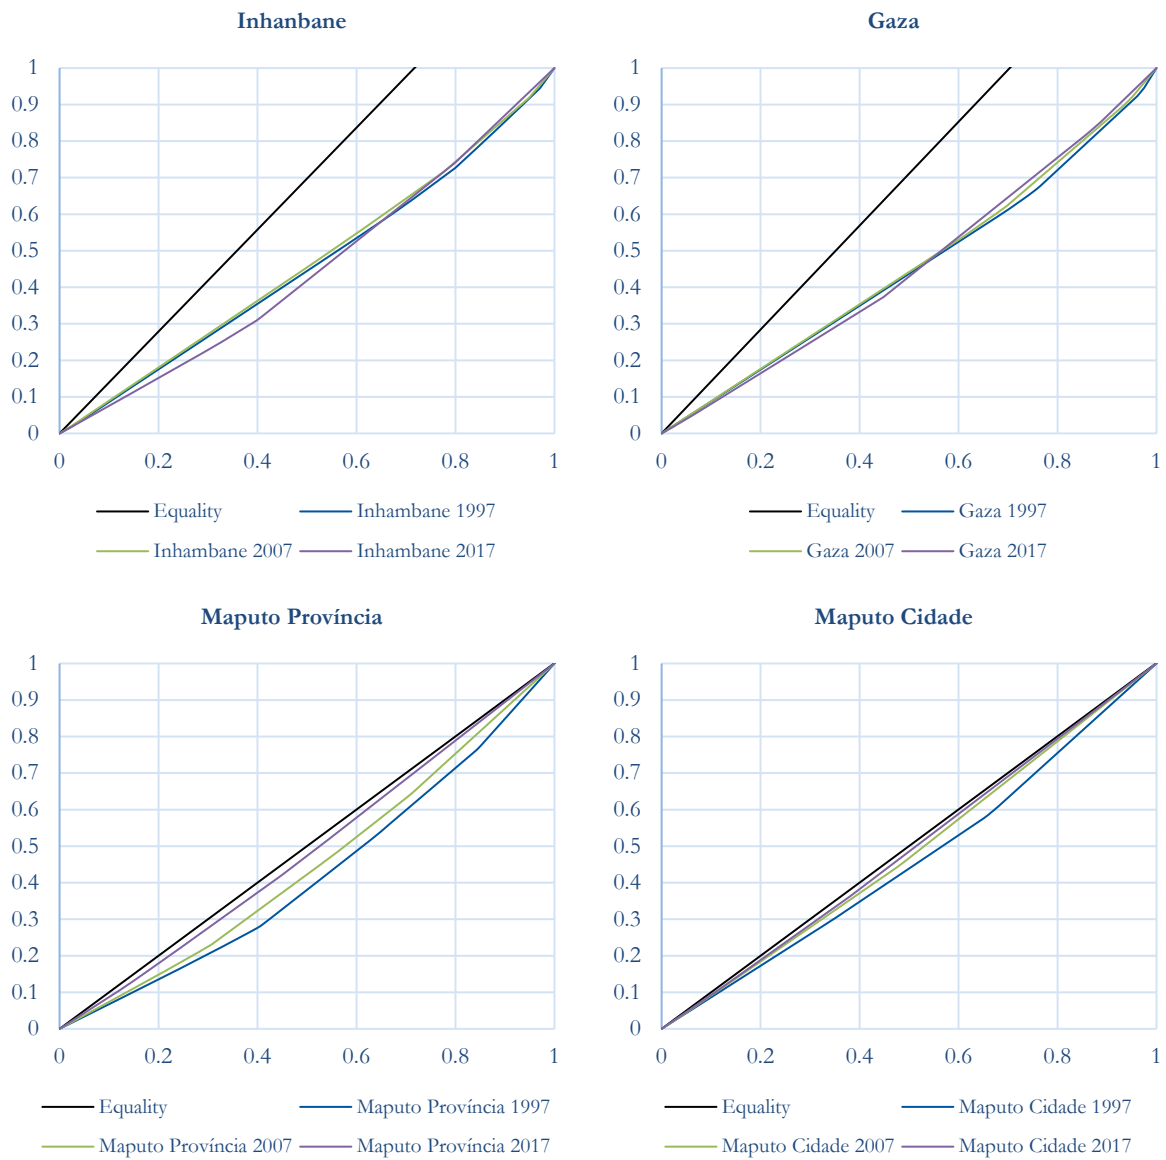 Inhanbane
Gaza
1
0.9
0.8
0.7
0.6
0.5
0.4
0.3
0.2
0.1
0
0 0.2 0.4 0.6 0.8 1
Equality Inhambane 1997
Inhambane 2007 Inhambane 2017
1
0.9
0.8
0.7
0.6
0.5
0.4
0.3
0.2
0.1
0
0 0.2 0.4 0.6 0.8 1
Equality Gaza 1997
Gaza 2007 Gaza 2017
Maputo Província
Maputo Cidade
1
0.9
0.8
0.7
0.6
0.5
0.4
0.3
0.2
0.1
0
0 0.2 0.4 0.6 0.8 1
Equality Maputo Província 1997
Maputo Província 2007 Maputo Província 2017
1
0.9
0.8
0.7
0.6
0.5
0.4
0.3
0.2
0.1
0
0 0.2 0.4 0.6 0.8 1
Equality Maputo Cidade 1997
Maputo Cidade 2007 Maputo Cidade 2017